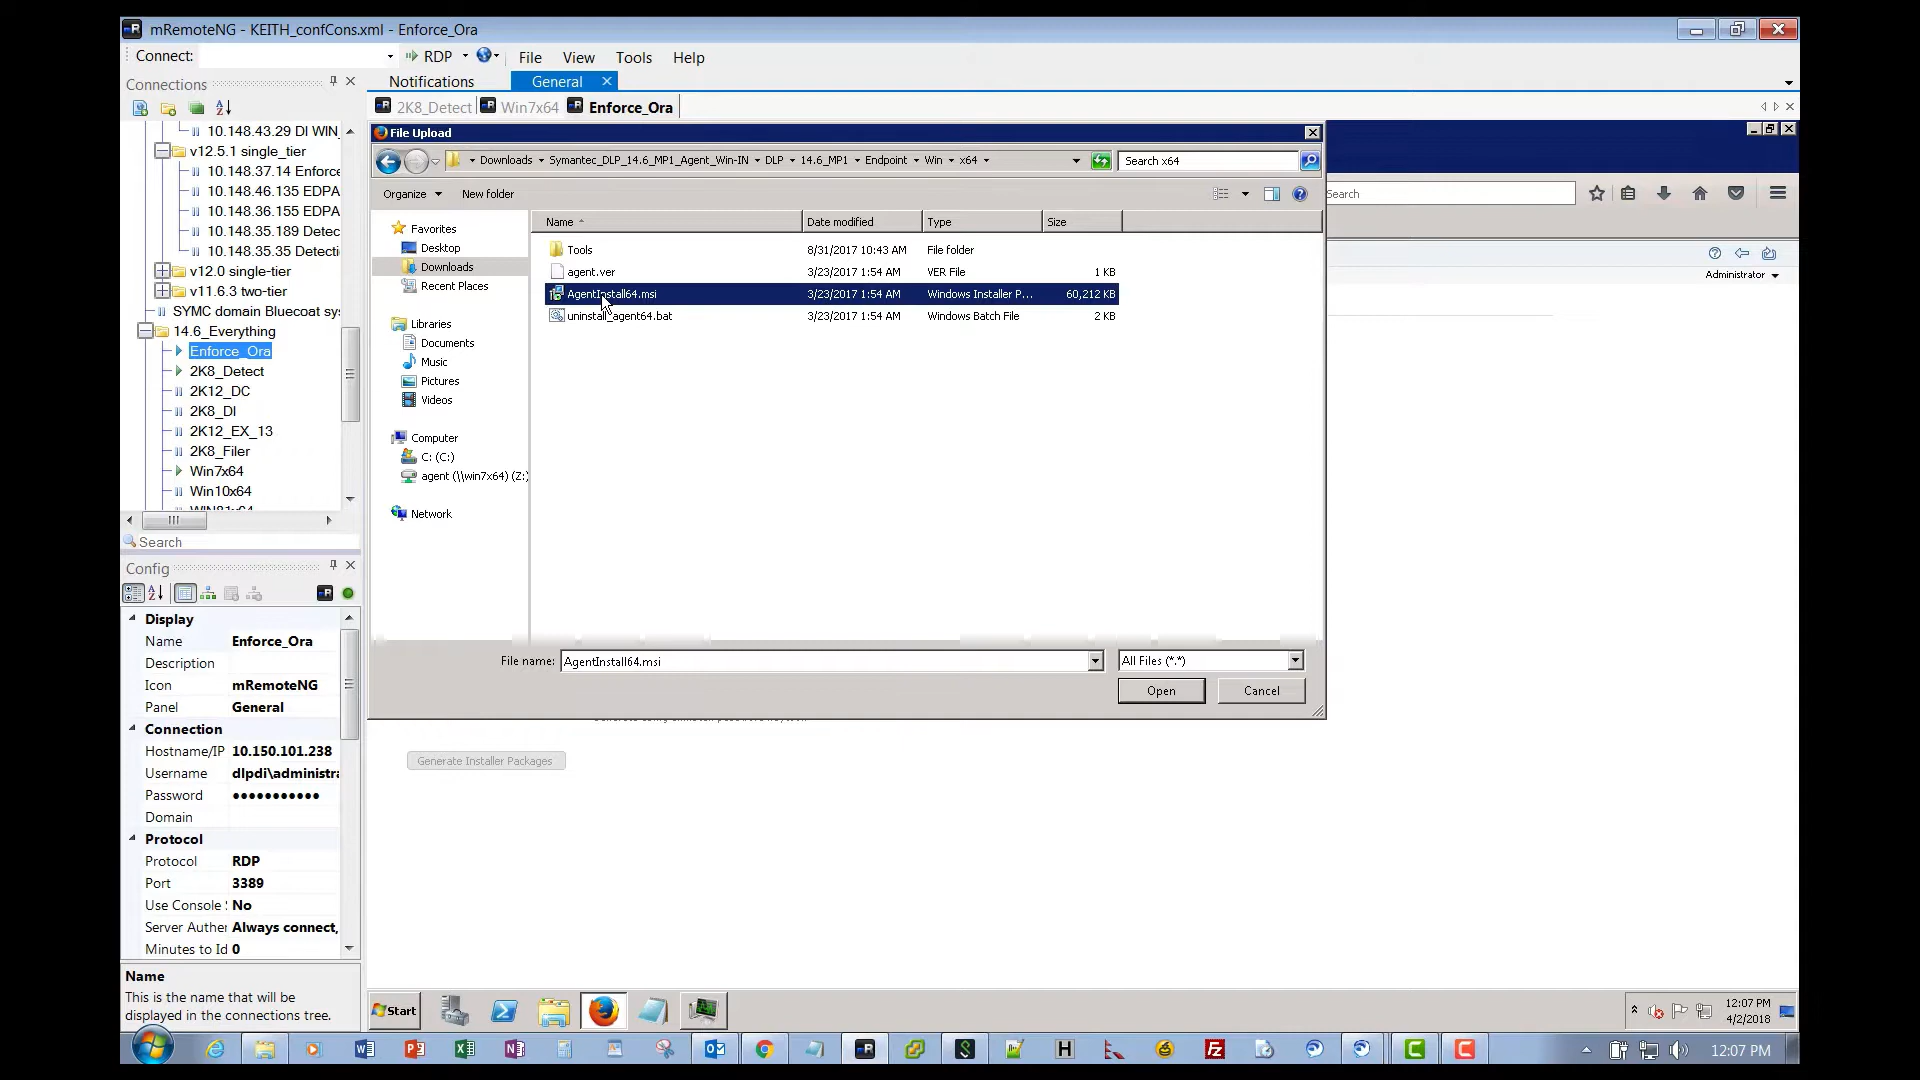 mRemoteNG - KEITH_confCons.xml - Enforce_Ora
Connect:
RDP
File
View
Tools
Help
Connections
Notifications
General
2K8_Detect
Win7x64
Enforce_Ora
10.148.43.29 DI WIN_
v12.5.1 single_tier
10.148.37.14 Enforce
10.148.46.135 EDPA
10.148.36.155 EDPA
10.148.35.189 Detec
10.148.35.35 Detecti
v12.0 single-tier
v11.6.3 two-tier
SYMC domain Bluecoat sy
14.6_Everything
Enforce_Ora
2K8_Detect
2K12_DC
2K8_DI
2K12_EX_13
2K8_Filer
Win7x64
Win10x64
Search
Config
Display
Name Enforce_Ora
Description
Icon mRemoteNG
Panel General
Connection
Hostname/IP 10.150.101.238
Username dlpdi\administra
Password ●●●●●●●●●●●
Domain
Protocol
Protocol RDP
Port 3389
Use Console No
Server Auther Always connect,
Minutes to Id 0
Name
This is the name that will be
displayed in the connections tree.
File Upload
Downloads
Symantec_DLP_14.6_MP1_Agent_Win-IN
DLP
14.6_MP1
Endpoint
Win
x64
Search x64
Organize
New folder
Favorites
Desktop
Downloads
Recent Places
Libraries
Documents
Music
Pictures
Videos
Computer
C: (C:)
agent (\\win7x64) (Z:)
Network
Name Date modified Type Size
Tools 8/31/2017 10:43 AM File folder
agent.ver 3/23/2017 1:54 AM VER File 1 KB
AgentInstall64.msi 3/23/2017 1:54 AM Windows Installer P... 60,212 KB
uninstall_agent64.bat 3/23/2017 1:54 AM Windows Batch File 2 KB
File name: AgentInstall64.msi
All Files (*.*)
Open
Cancel
Search
Administrator
Generate Installer Packages
Start
12:07 PM
4/2/2018
12:07 PM